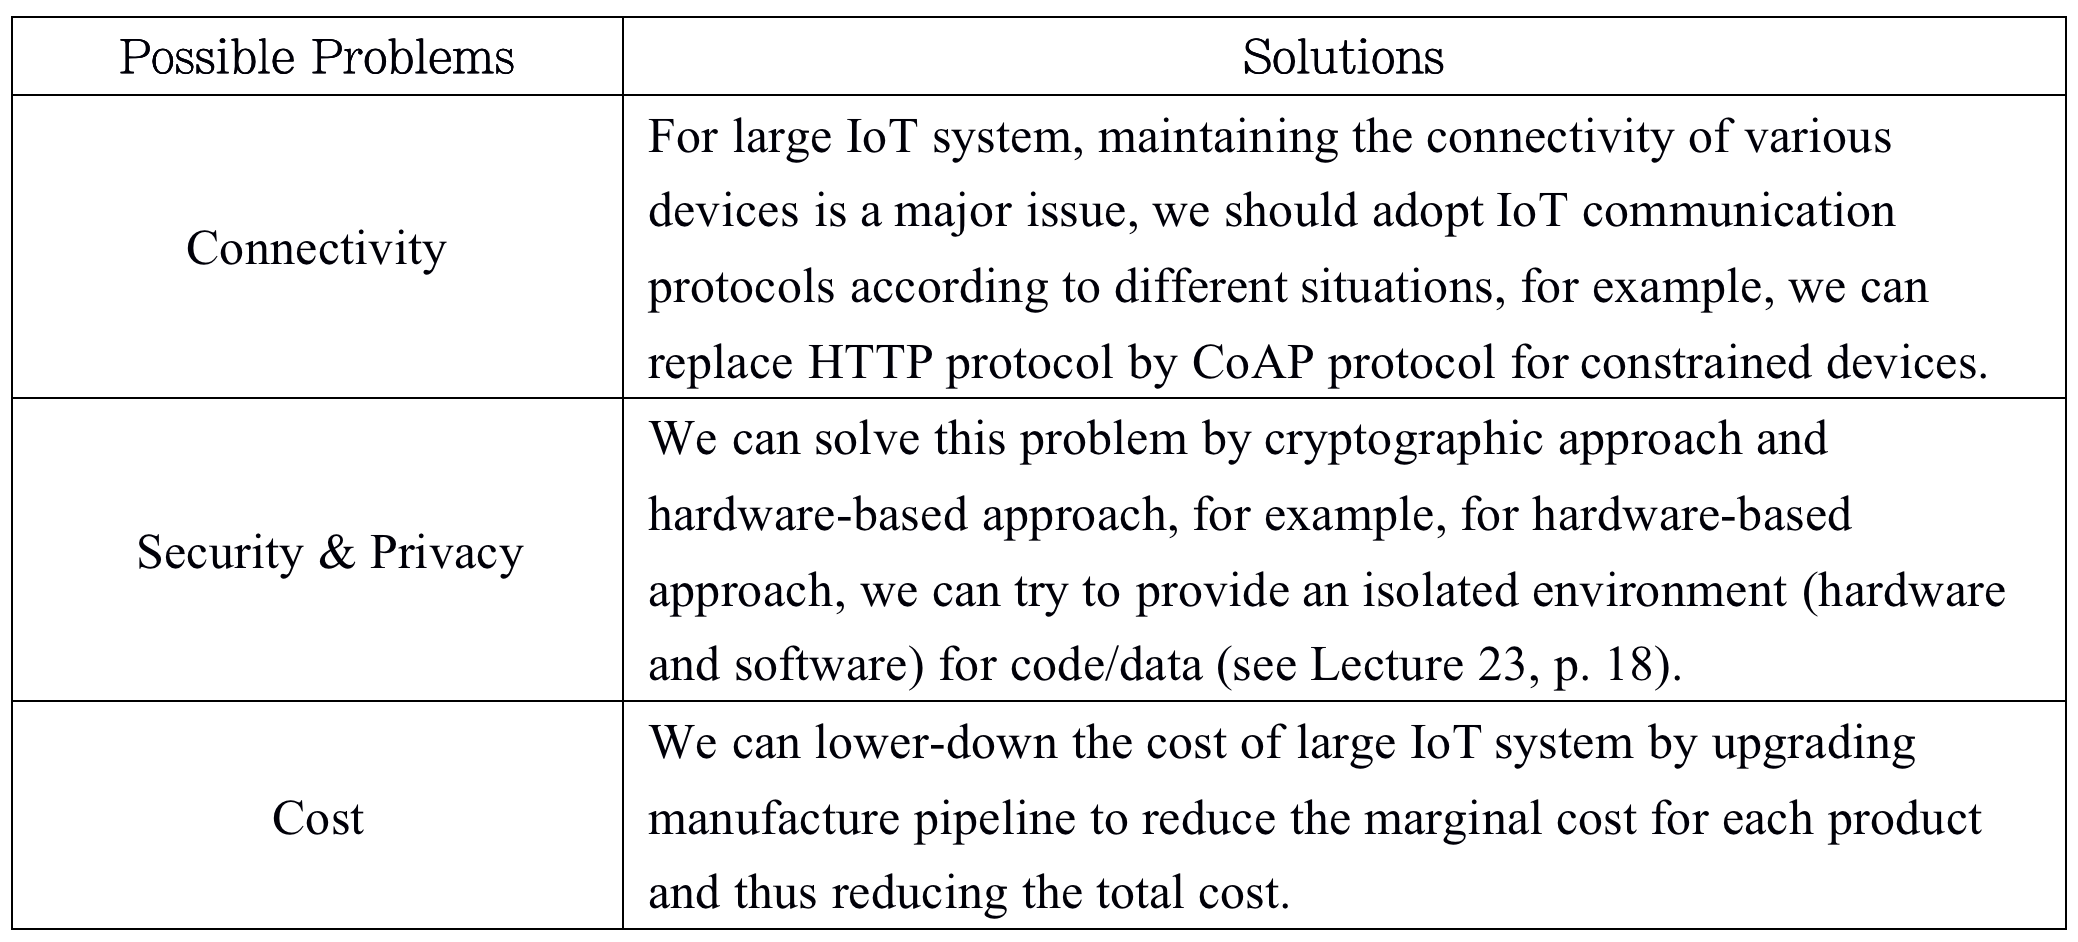 Possible Problems
Solutions
Connectivity
For large IoT system, maintaining the connectivity of various
devices is a major issue, we should adopt IoT communication
protocols according to different situations, for example, we can
replace HTTP protocol by CoAP protocol for constrained devices.
Security & Privacy
We can solve this problem by cryptographic approach and
hardware-based approach, for example, for hardware-based
approach, we can try to provide an isolated environment (hardware
and software) for code/data (see Lecture 23, p. 18).
Cost
We can lower-down the cost of large IoT system by upgrading
manufacture pipeline to reduce the marginal cost for each product
and thus reducing the total cost.